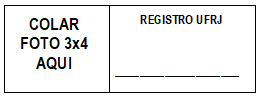 COLAR
FOTO 3x4
AQUI
REGISTRO UFRJ